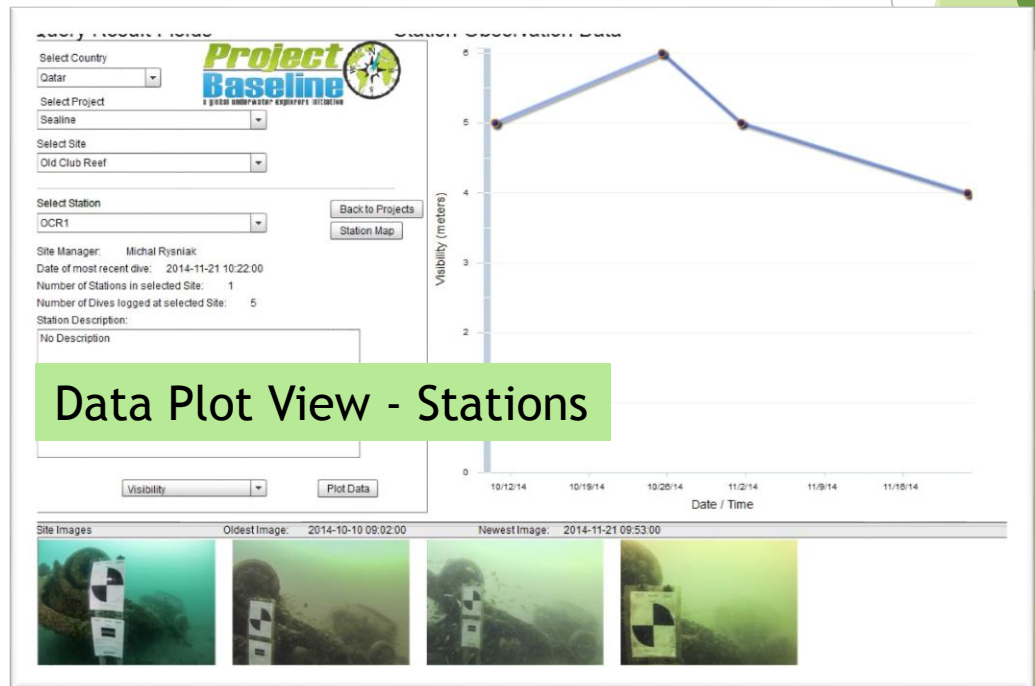 Query Result Fields
Station Observation Data
Select Country
Qatar
Project
Baseline
a global underwater explorers initiative
Select Project
Sealine
Select Site
Old Club Reef
Select Station
OCR1
Back to Projects
Station Map
Site Manager: Michal Rysniak
Date of most recent dive: 2014-11-21 10:22:00
Number of Stations in selected Site: 1
Number of Dives logged at selected Site: 5
Station Description:
No Description
Data Plot View - Stations
Visibility
Plot Data
Visibility (meters)
6
5
4
3
2
0
10/12/14 10/19/14 10/26/14 11/2/14 11/9/14 11/16/14
Date / Time
Site Images Oldest Image: 2014-10-10 09:02:00 Newest Image: 2014-11-21 09:53:00